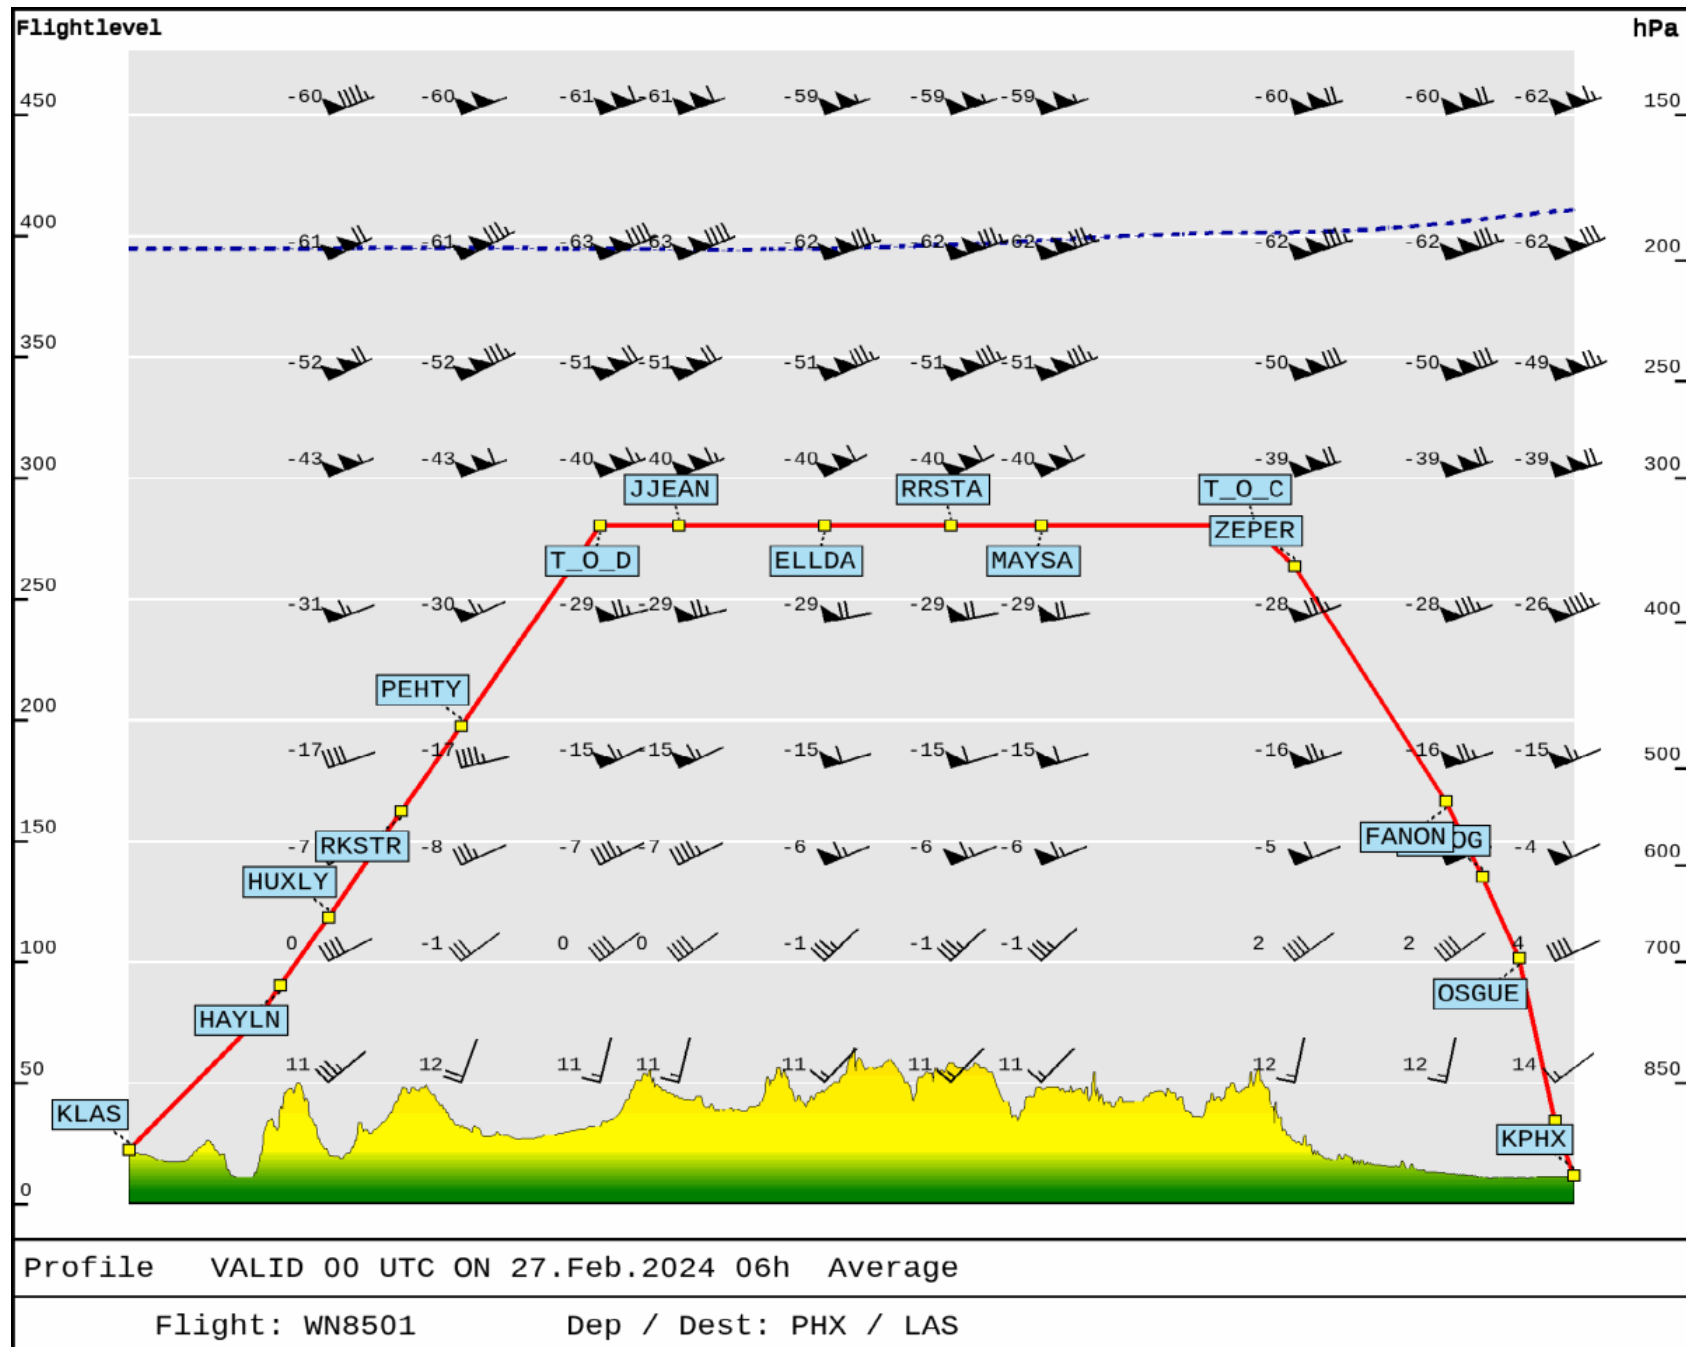 Flightlevel hPa
450 -60 -60 -61 -61 -59 -59 -59 -60 -60 -62 150
400 -61 -61 -63 -63 -62 -62 -62 -62 -62 -62 200
350 -52 -52 -51 -51 -51 -51 -51 -50 -50 -49 250
300 -43 -43 -40 -40 -40 -40 -40 -39 -39 -39 300
JJEAN RRSTA T_O_C
ZEPER
T_O_D ELLDA MAYSA
250 -31 -30 -29 -29 -29 -29 -29 -28 -28 -26 400
PEHTY
200 -17 -17 -15 -15 -15 -15 -15 -16 -16 -15 500
150 -7 RKSTR -8 -7 -7 -6 -6 -6 -5 FANON OG -4 600
HUXLY
100 0 -1 0 0 -1 -1 -1 2 2 4 700
OSGUE
HAYLN
50 11 12 11 11 11 11 11 12 12 14 850
KLAS
KPHX
0
Profile VALID 00 UTC ON 27.Feb.2024 06h Average
Flight: WN8501 Dep / Dest: PHX / LAS